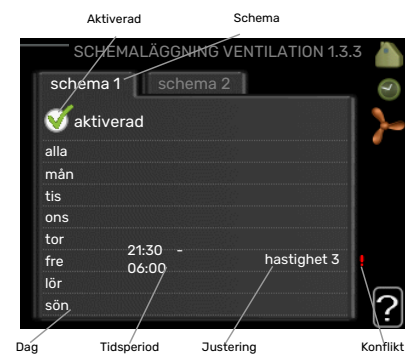 Aktiverad Schema
SCHEMALÄGGNING VENTILATION 1.3.3
schema 1 schema 2
aktiverad
alla
mån
tis
ons
tor
fre 21:30 - 06:00 hastighet 3 !
lör
sön
?
Dag Tidsperiod Justering Konflikt